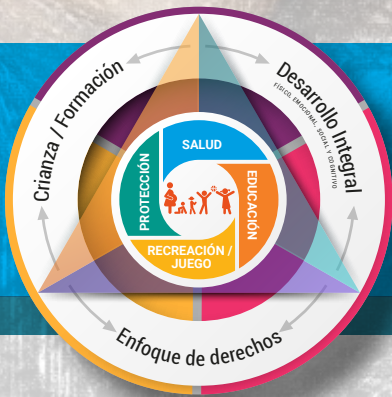 Crianza / Formación
Desarrollo Integral
FÍSICO, EMOCIONAL, SOCIAL Y COGNITIVO
SALUD
PROTECCIÓN
EDUCACIÓN
RECREACIÓN /
JUEGO
Enfoque de derechos